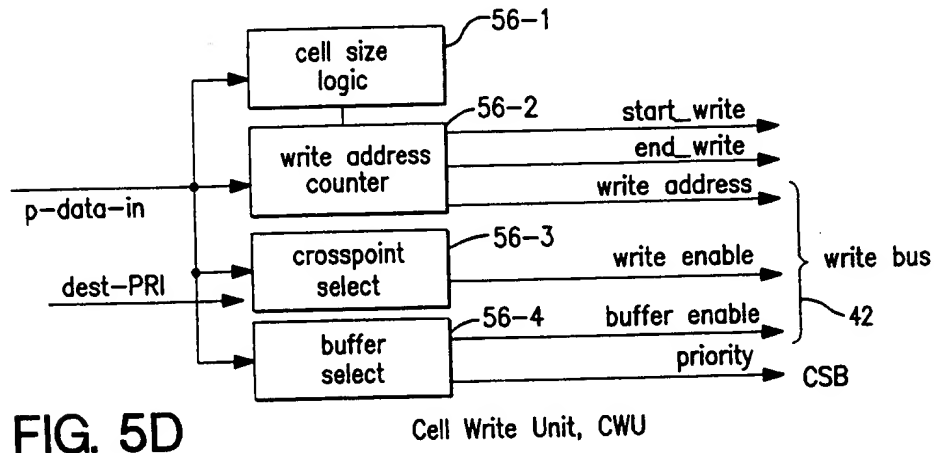 56-1
cell size
logic
56-2
start_write
write address
counter
end_write
write address
p-data-in
56-3
crosspoint
select
write enable
write bus
dest-PRI
56-4
buffer enable
42
buffer
select
priority
CSB
FIG. 5D
Cell Write Unit, CWU